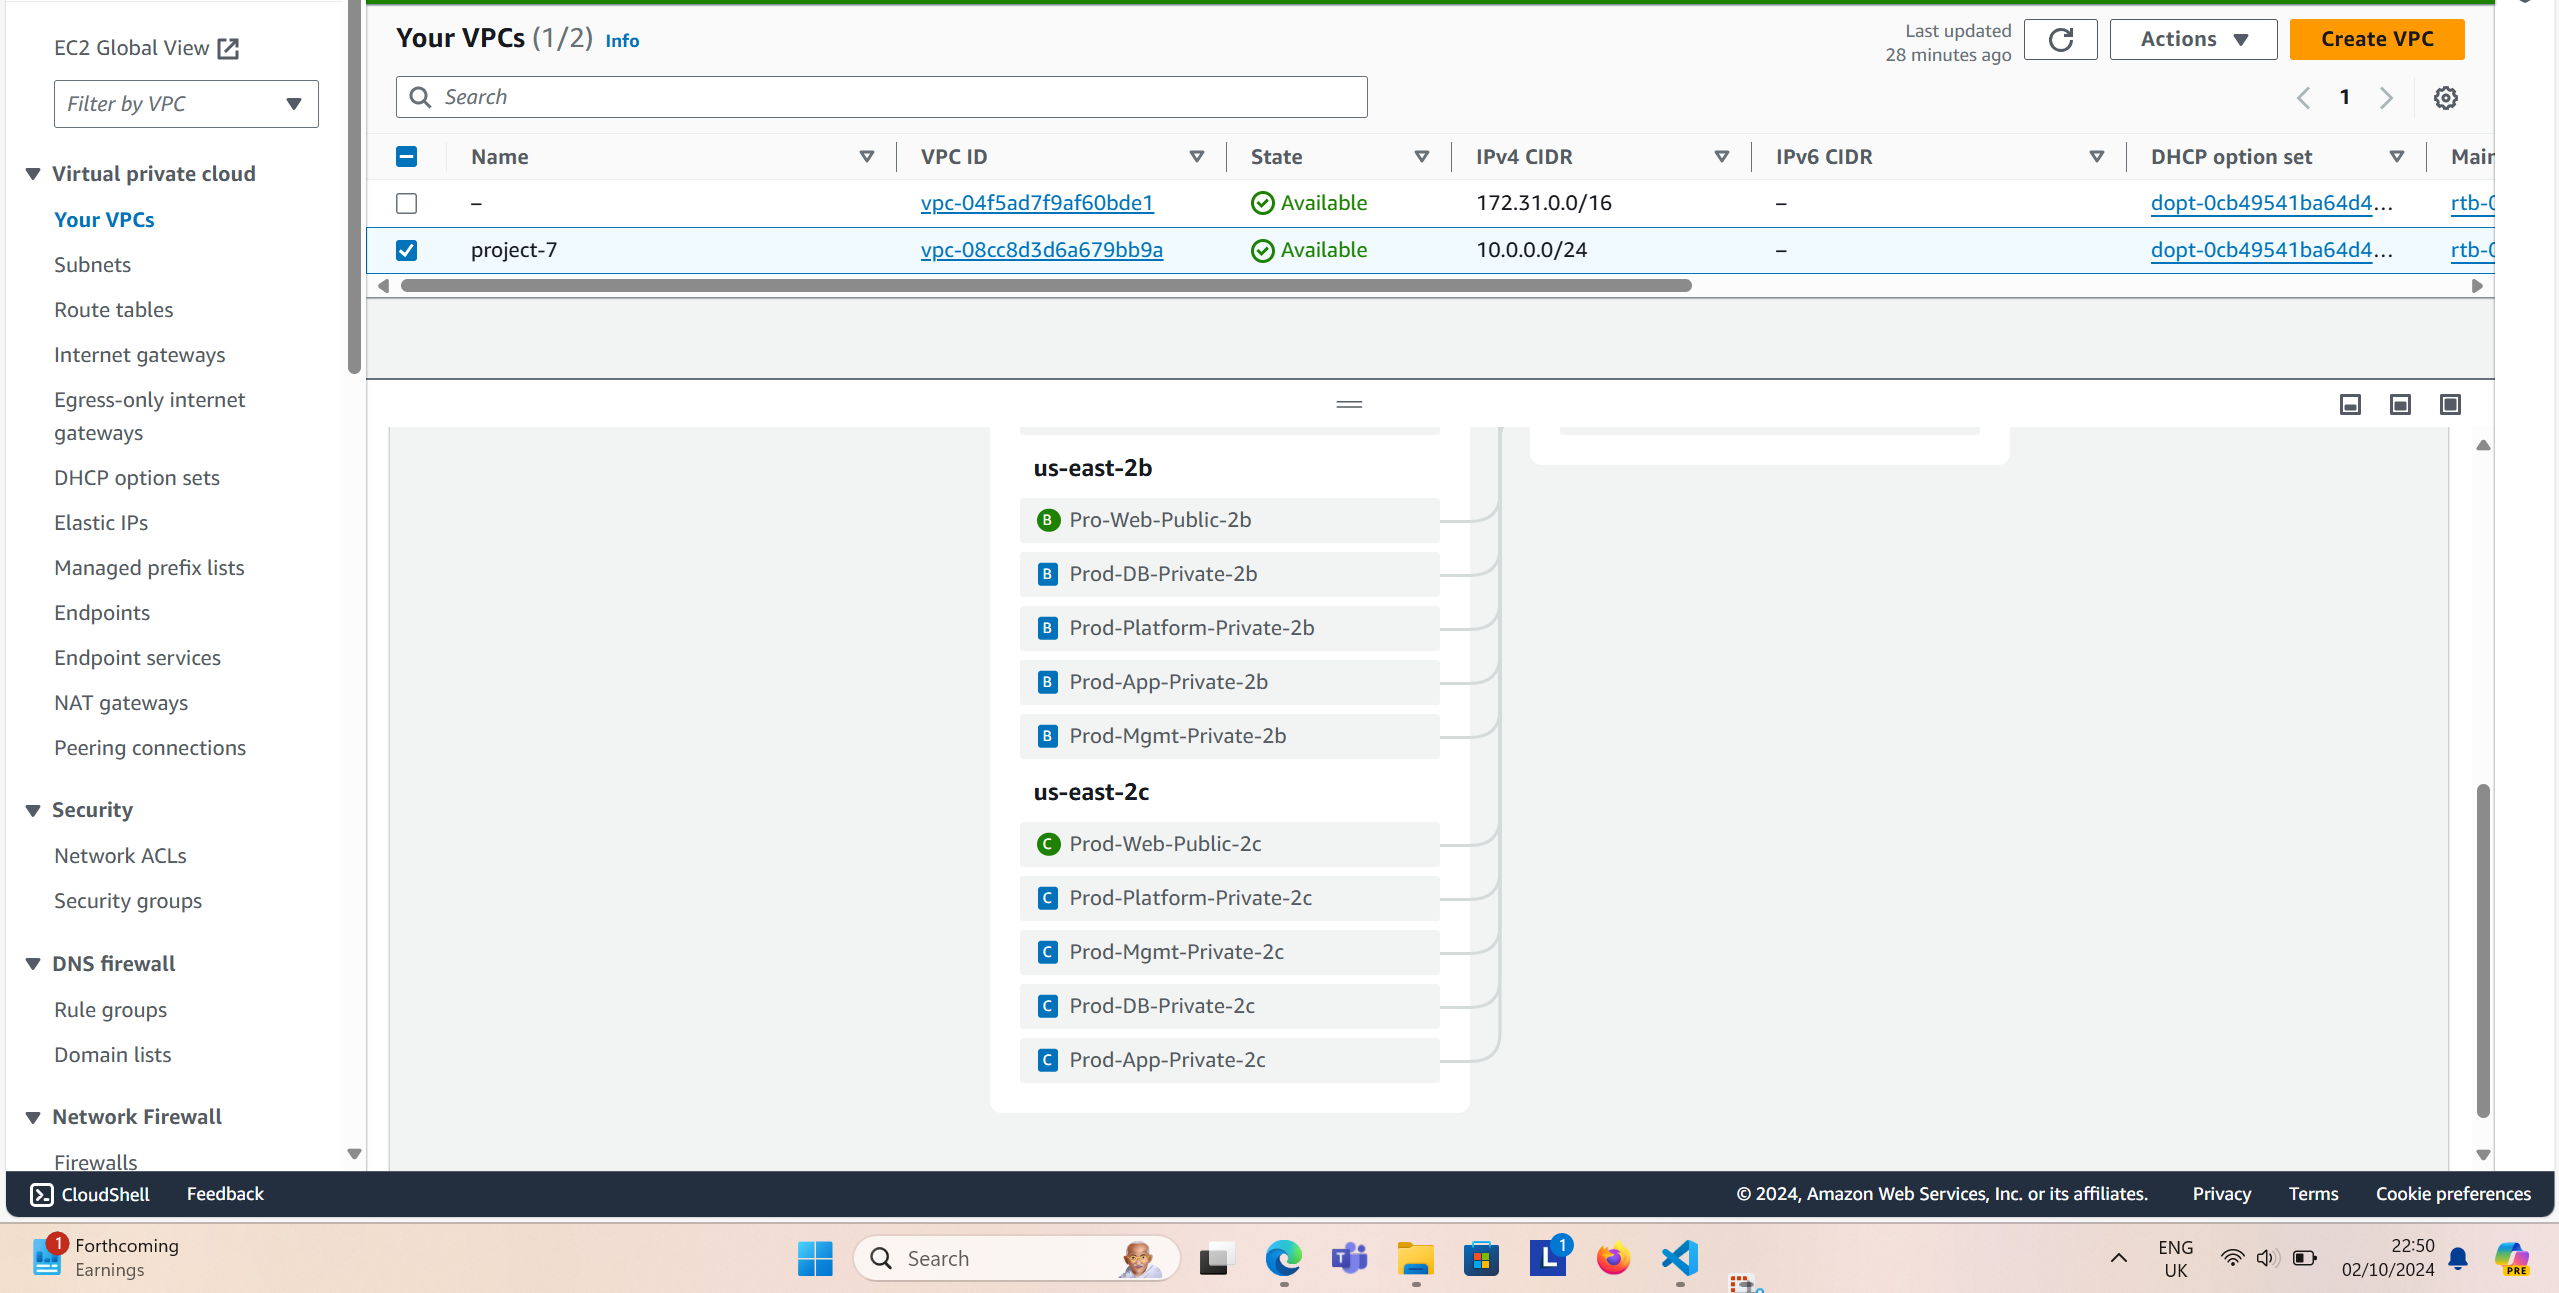 EC2 Global View
Filter by VPC
Virtual private cloud
Your VPCs
Subnets
Route tables
Internet gateways
Egress-only internet
gateways
DHCP option sets
Elastic IPs
Managed prefix lists
Endpoints
Endpoint services
NAT gateways
Peering connections
Security
Network ACLs
Security groups
DNS firewall
Rule groups
Domain lists
Network Firewall
Firewalls
Your VPCs (1/2) Info
Last updated
28 minutes ago
Actions
Create VPC
Search
1
Name VPC ID State IPv4 CIDR IPv6 CIDR DHCP option set Main
– vpc-04f5ad7f9af60bde1 Available 172.31.0.0/16 – dopt-0cb49541ba64d4... rtb-0
project-7 vpc-08cc8d3d6a679bb9a Available 10.0.0.0/24 – dopt-0cb49541ba64d4... rtb-0
us-east-2b
B Pro-Web-Public-2b
B Prod-DB-Private-2b
B Prod-Platform-Private-2b
B Prod-App-Private-2b
B Prod-Mgmt-Private-2b
us-east-2c
C Prod-Web-Public-2c
C Prod-Platform-Private-2c
C Prod-Mgmt-Private-2c
C Prod-DB-Private-2c
C Prod-App-Private-2c
CloudShell Feedback © 2024, Amazon Web Services, Inc. or its affiliates. Privacy Terms Cookie preferences
1 Forthcoming
Earnings
Search
T
L 1
ENG
UK
22:50
02/10/2024
PRE